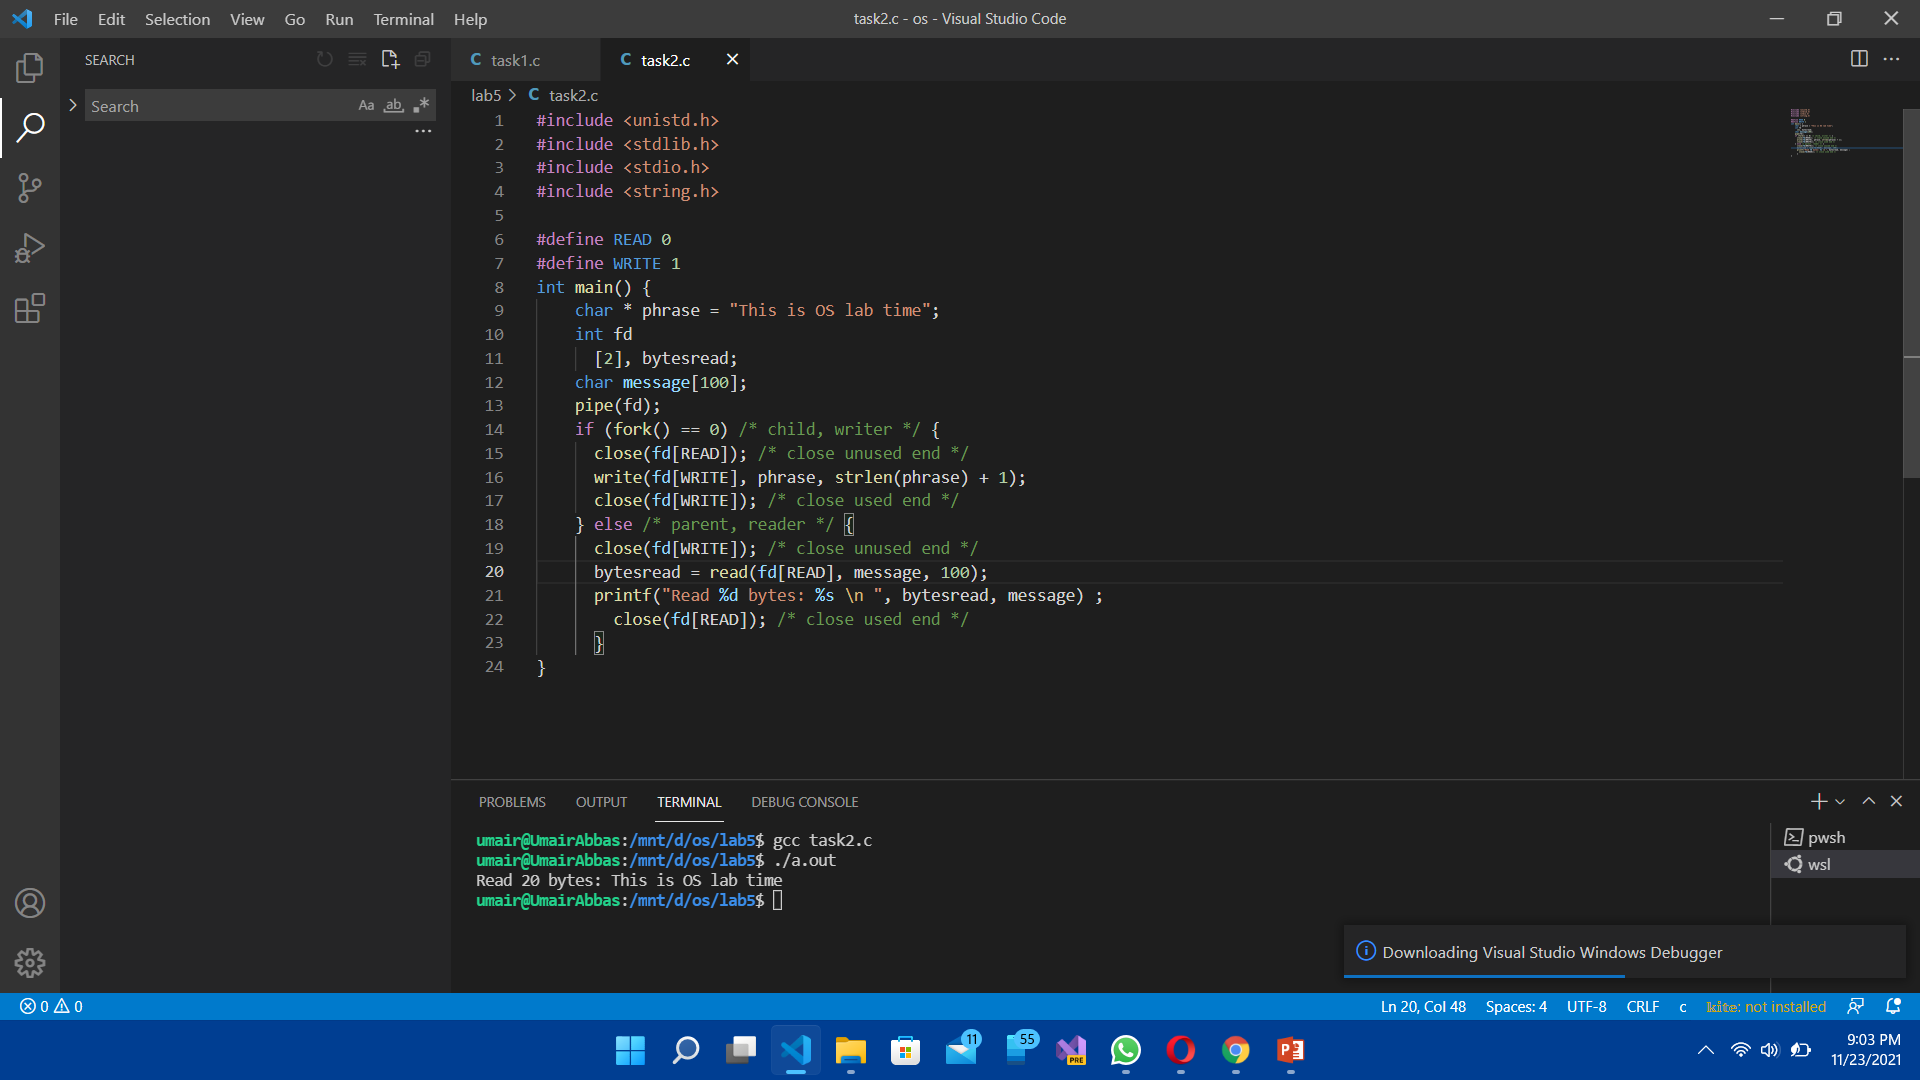 File Edit Selection View Go Run Terminal Help
task2.c - os - Visual Studio Code
SEARCH
Search
Aa ab .*
C task1.c
C task2.c
lab5 > C task2.c
1 #include <unistd.h>
2 #include <stdlib.h>
3 #include <stdio.h>
4 #include <string.h>
5
6 #define READ 0
7 #define WRITE 1
8 int main() {
9 char * phrase = "This is OS lab time";
10 int fd
11 [2], bytesread;
12 char message[100];
13 pipe(fd);
14 if (fork() == 0) /* child, writer */ {
15 close(fd[READ]); /* close unused end */
16 write(fd[WRITE], phrase, strlen(phrase) + 1);
17 close(fd[WRITE]); /* close used end */
18 } else /* parent, reader */ {
19 close(fd[WRITE]); /* close unused end */
20 bytesread = read(fd[READ], message, 100);
21 printf("Read %d bytes: %s \n ", bytesread, message) ;
22 close(fd[READ]); /* close used end */
23 }
24 }
PROBLEMS OUTPUT TERMINAL DEBUG CONSOLE
umair@UmairAbbas:/mnt/d/os/lab5$ gcc task2.c
umair@UmairAbbas:/mnt/d/os/lab5$ ./a.out
Read 20 bytes: This is OS lab time
umair@UmairAbbas:/mnt/d/os/lab5$
pwsh
wsl
Downloading Visual Studio Windows Debugger
0 0
Ln 20, Col 48 Spaces: 4 UTF-8 CRLF C kite: not installed
11
55
PRE
9:03 PM
11/23/2021